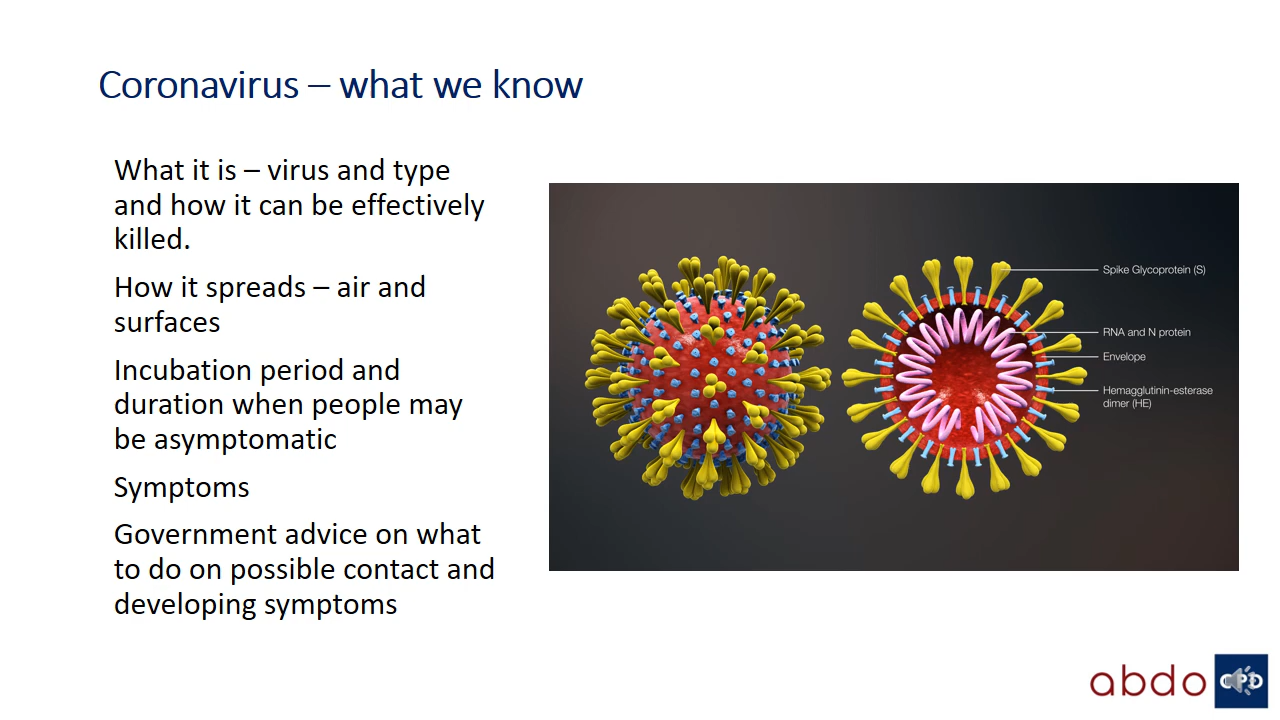 Coronavirus – what we know
What it is – virus and type
and how it can be effectively
killed.
How it spreads – air and
surfaces
Incubation period and
duration when people may
be asymptomatic
Symptoms
Government advice on what
to do on possible contact and
developing symptoms
Spike Glycoprotein (S)
RNA and N protein
Envelope
Hemagglutinin-esterase
dimer (HE)
abdo CPD